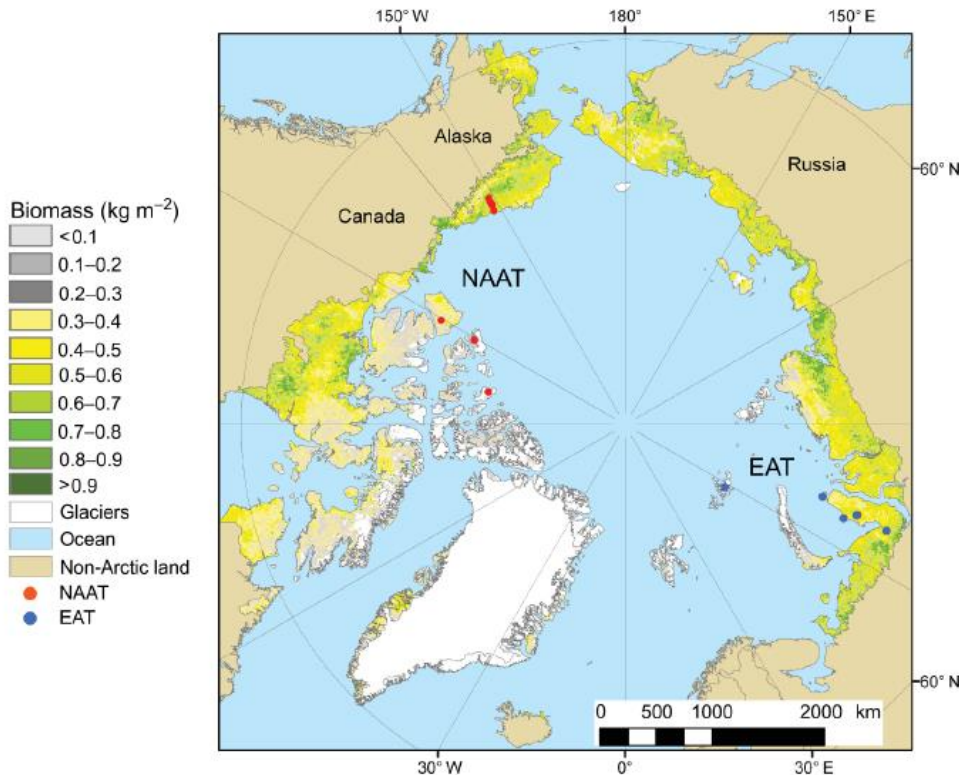 150° W 180° 150° E
Alaska
Russia
60° N
Canada
NAAT
EAT
Biomass (kg m−2)
<0.1
0.1–0.2
0.2–0.3
0.3–0.4
0.4–0.5
0.5–0.6
0.6–0.7
0.7–0.8
0.8–0.9
>0.9
Glaciers
Ocean
Non-Arctic land
NAAT
EAT
60° N
0 500 1000 2000 km
30° W 0° 30° E